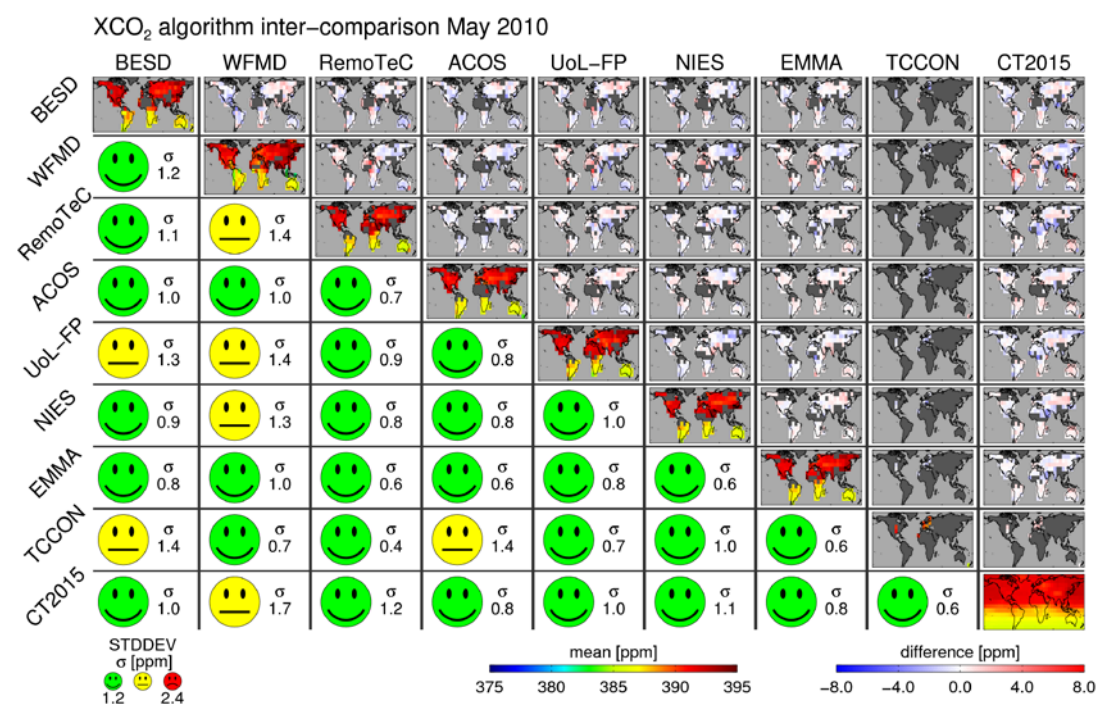 XCO₂ algorithm inter-comparison May 2010
BESD WFMD RemoTeC ACOS UoL-FP NIES EMMA TCCON CT2015
BESD
WFMD σ 1.2
RemoTeC σ 1.1 σ 1.4
ACOS σ 1.0 σ 1.0 σ 0.7
UoL-FP σ 1.3 σ 1.4 σ 0.9 σ 0.8
NIES σ 0.9 σ 1.3 σ 0.8 σ 0.8 σ 1.0
EMMA σ 0.8 σ 1.0 σ 0.6 σ 0.6 σ 0.8 σ 0.6
TCCON σ 1.4 σ 0.7 σ 0.4 σ 1.4 σ 0.7 σ 1.0 σ 0.6
CT2015 σ 1.0 σ 1.7 σ 1.2 σ 0.8 σ 1.0 σ 1.1 σ 0.8 σ 0.6
STDDEV
σ [ppm]
1.2 2.4
mean [ppm]
375 380 385 390 395
difference [ppm]
-8.0 -4.0 0.0 4.0 8.0